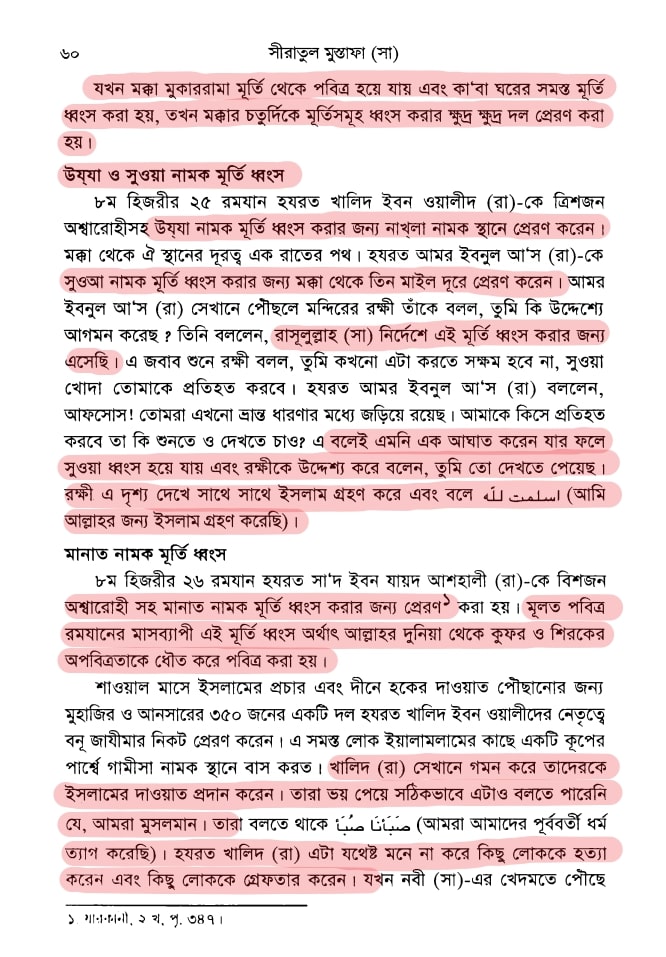 ৬০
সীরাতুল মুস্তাফা (সা)
যখন মক্কা মুকাররামা মূর্তি থেকে পবিত্র হয়ে যায় এবং কা'বা ঘরের সমস্ত মূর্তি
ধ্বংস করা হয়, তখন মক্কার চতুর্দিকে মূর্তিসমূহ ধ্বংস করার ক্ষুদ্র ক্ষুদ্র দল প্রেরণ করা
হয়।
উয্যা ও সুওয়া নামক মূর্তি ধ্বংস
৮ম হিজরীর ২৫ রমযান হযরত খালিদ ইবন ওয়ালীদ (রা)-কে ত্রিশজন
অশ্বারোহীসহ উয্যা নামক মূর্তি ধ্বংস করার জন্য নাখ্লা নামক স্থানে প্রেরণ করেন।
মক্কা থেকে ঐ স্থানের দূরত্ব এক রাতের পথ। হযরত আমর ইবনুল আ'স (রা)-কে
সুওআ নামক মূর্তি ধ্বংস করার জন্য মক্কা থেকে তিন মাইল দূরে প্রেরণ করেন। আমর
ইবনুল আ'স (রা) সেখানে পৌঁছলে মন্দিরের রক্ষী তাঁকে বলল, তুমি কি উদ্দেশ্যে
আগমন করেছ ? তিনি বললেন, রাসূলুল্লাহ (সা) নির্দেশে এই মূর্তি ধ্বংস করার জন্য
এসেছি। এ জবাব শুনে রক্ষী বলল, তুমি কখনো এটা করতে সক্ষম হবে না, সুওয়া
খোদা তোমাকে প্রতিহত করবে। হযরত আমর ইবনুল আ'স (রা) বললেন,
আফসোস! তোমরা এখনো ভ্রান্ত ধারণার মধ্যে জড়িয়ে রয়েছ। আমাকে কিসে প্রতিহত
করবে তা কি শুনতে ও দেখতে চাও? এ বলেই এমনি এক আঘাত করেন যার ফলে
সুওয়া ধ্বংস হয়ে যায় এবং রক্ষীকে উদ্দেশ্য করে বলেন, তুমি তো দেখতে পেয়েছ।
রক্ষী এ দৃশ্য দেখে সাথে সাথে ইসলাম গ্রহণ করে এবং বলে اسلمت لله (আমি
আল্লাহর জন্য ইসলাম গ্রহণ করেছি)।
মানাত নামক মূর্তি ধ্বংস
৮ম হিজরীর ২৬ রমযান হযরত সা'দ ইবন যায়দ আশহালী (রা)-কে বিশজন
অশ্বারোহী সহ মানাত নামক মূর্তি ধ্বংস করার জন্য প্রেরণ১ করা হয়। মূলত পবিত্র
রমযানের মাসব্যাপী এই মূর্তি ধ্বংস অর্থাৎ আল্লাহর দুনিয়া থেকে কুফর ও শিরকের
অপবিত্রতাকে ধৌত করে পবিত্র করা হয়।
শাওয়াল মাসে ইসলামের প্রচার এবং দীনে হকের দাওয়াত পৌঁছানোর জন্য
মুহাজির ও আনসারের ৩৫০ জনের একটি দল হযরত খালিদ ইবন ওয়ালীদের নেতৃত্বে
বনূ জাযীমার নিকট প্রেরণ করেন। এ সমস্ত লোক ইয়ালামলামের কাছে একটি কূপের
পার্শ্বে গামীসা নামক স্থানে বাস করত। খালিদ (রা) সেখানে গমন করে তাদেরকে
ইসলামের দাওয়াত প্রদান করেন। তারা ভয় পেয়ে সঠিকভাবে এটাও বলতে পারেনি
যে, আমরা মুসলমান। তারা বলতে থাকে صَبَأنَا صَبَأ (আমরা আমাদের পূর্ববর্তী ধর্ম
ত্যাগ করেছি)। হযরত খালিদ (রা) এটা যথেষ্ট মনে না করে কিছু লোককে হত্যা
করেন এবং কিছু লোককে গ্রেফতার করেন। যখন নবী (সা)-এর খেদমতে পৌঁছে
১. যারকানী, ২ খ, পৃ. ৩৪৭।